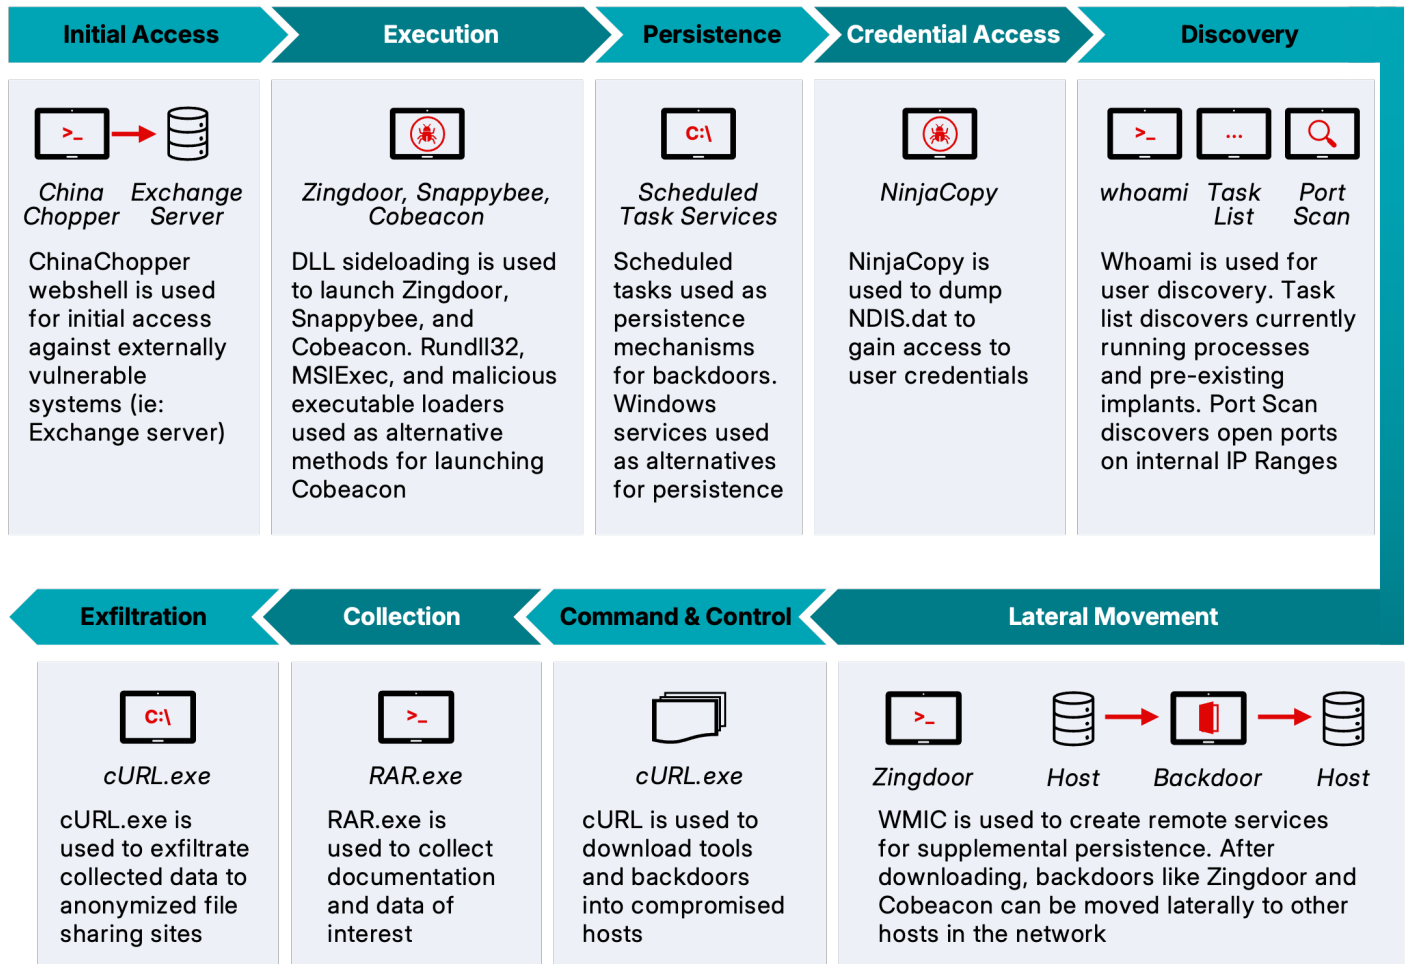 Initial Access
Execution
Persistence
Credential Access
Discovery
>_
China
Chopper
Exchange
Server
ChinaChopper
webshell is used
for initial access
against externally
vulnerable
systems (ie:
Exchange server)
Zingdoor, Snappybee,
Cobeacon
DLL sideloading is used
to launch Zingdoor,
Snappybee, and
Cobeacon. Rundll32,
MSIExec, and malicious
executable loaders
used as alternative
methods for launching
Cobeacon
C:\
Scheduled
Task Services
Scheduled
tasks used as
persistence
mechanisms
for backdoors.
Windows
services used
as alternatives
for persistence
NinjaCopy
NinjaCopy is
used to dump
NDIS.dat to
gain access to
user credentials
>_
...
whoami
Task
List
Port
Scan
Whoami is used for
user discovery. Task
list discovers currently
running processes
and pre-existing
implants. Port Scan
discovers open ports
on internal IP Ranges
Exfiltration
Collection
Command & Control
Lateral Movement
C:\
cURL.exe
cURL.exe is
used to exfiltrate
collected data to
anonymized file
sharing sites
>_
RAR.exe
RAR.exe is
used to collect
documentation
and data of
interest
cURL.exe
cURL is used to
download tools
and backdoors
into compromised
hosts
>_
Zingdoor
Host
Backdoor
Host
WMIC is used to create remote services
for supplemental persistence. After
downloading, backdoors like Zingdoor and
Cobeacon can be moved laterally to other
hosts in the network